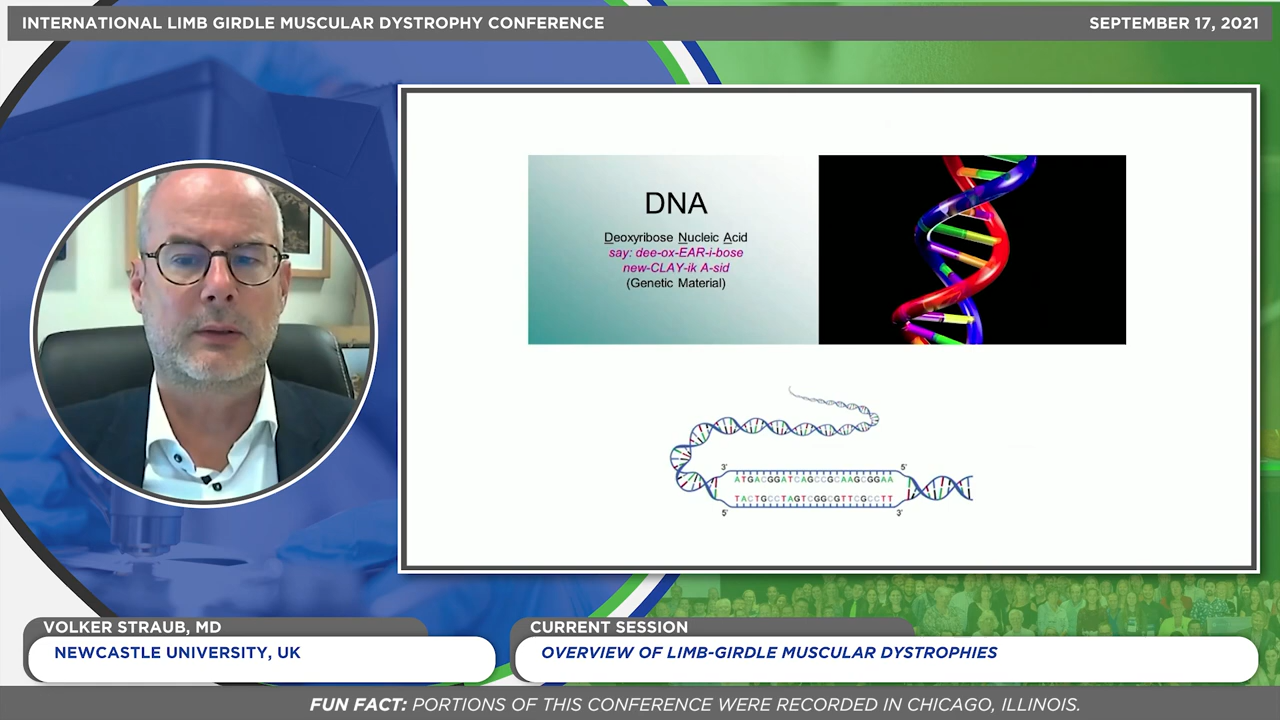 INTERNATIONAL LIMB GIRDLE MUSCULAR DYSTROPHY CONFERENCE
SEPTEMBER 17, 2021
DNA
Deoxyribose Nucleic Acid
say: dee-ox-EAR-i-bose
new-CLAY-ik A-sid
(Genetic Material)
3' 5'
ATGACGGATCAGCCGCAAGCGGAA
TACTGCCTAGTCGGCGTTCGCCTT
5' 3'
VOLKER STRAUB, MD
NEWCASTLE UNIVERSITY, UK
CURRENT SESSION
OVERVIEW OF LIMB-GIRDLE MUSCULAR DYSTROPHIES
FUN FACT: PORTIONS OF THIS CONFERENCE WERE RECORDED IN CHICAGO, ILLINOIS.